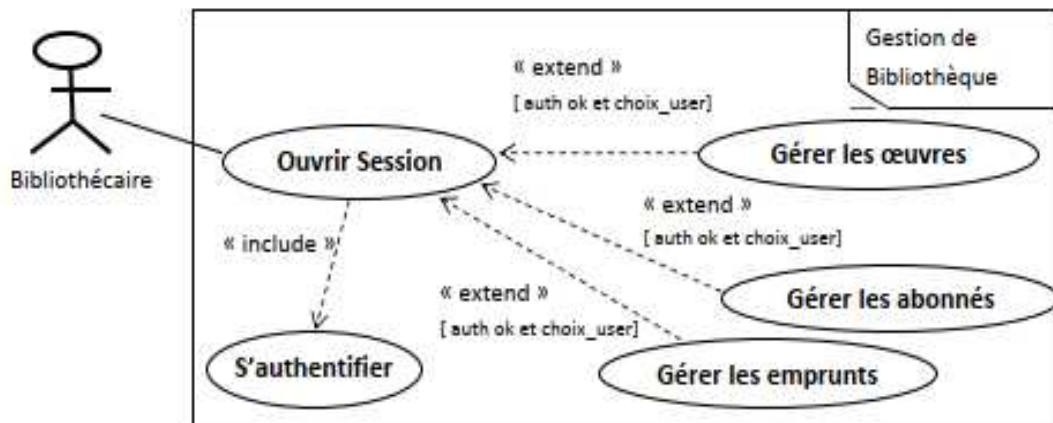 Gestion de
Bibliothèque
« extend »
[ auth ok et choix_user]
Ouvrir Session
Gérer les œuvres
Bibliothécaire
« extend »
[ auth ok et choix_user]
« include »
« extend »
[ auth ok et choix_user]
Gérer les abonnés
S'authentifier
Gérer les emprunts